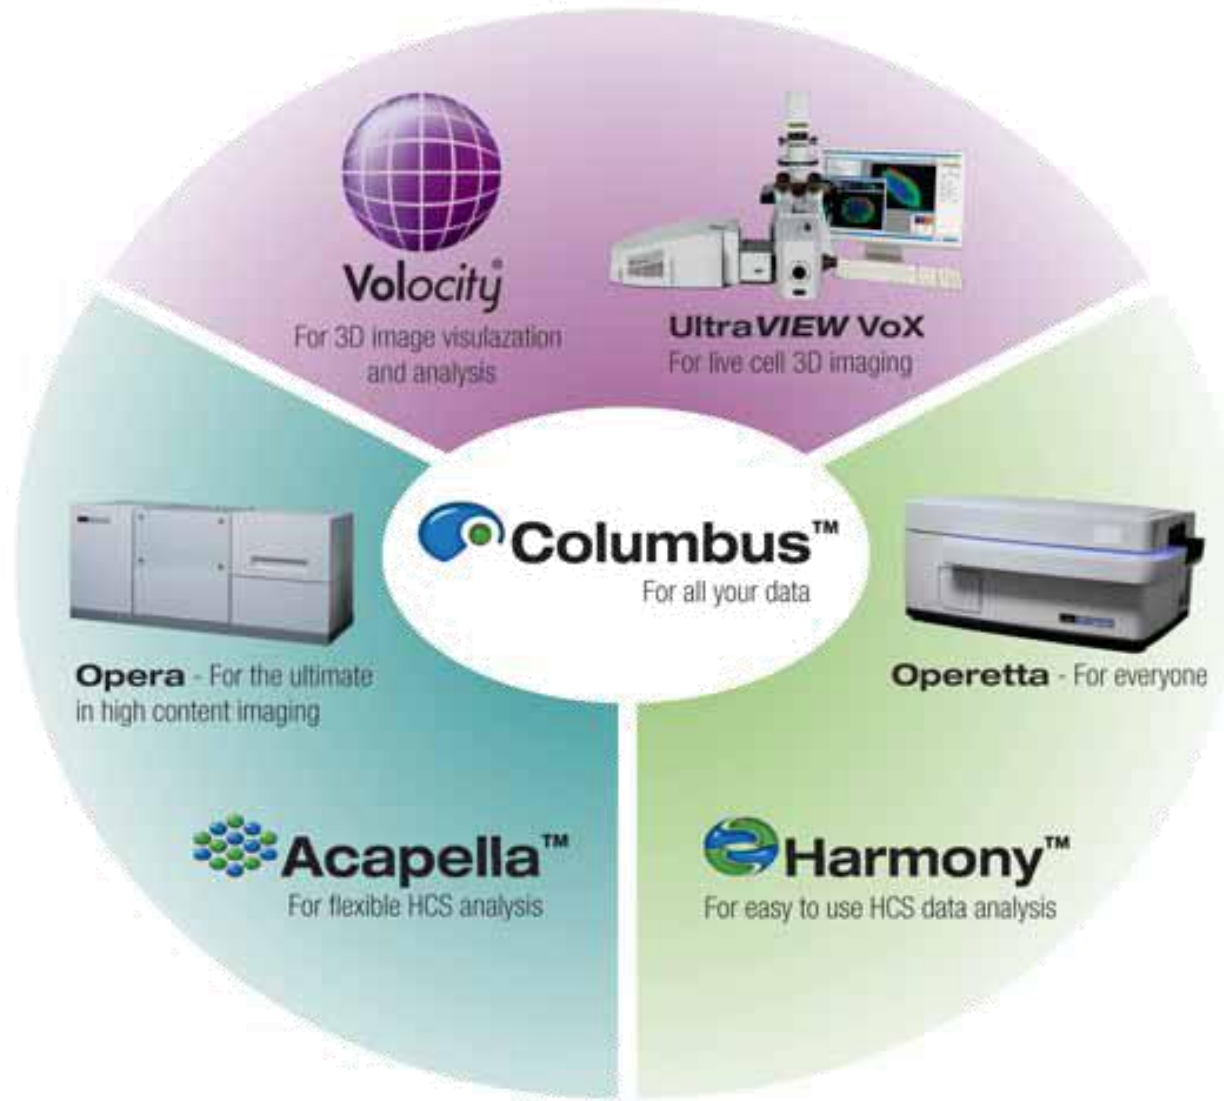 Volocity®
For 3D image visulazation
and analysis
UltraVIEW VoX
For live cell 3D imaging
Columbus™
For all your data
Opera - For the ultimate
in high content imaging
Operetta - For everyone
Acapella™
For flexible HCS analysis
Harmony™
For easy to use HCS data analysis